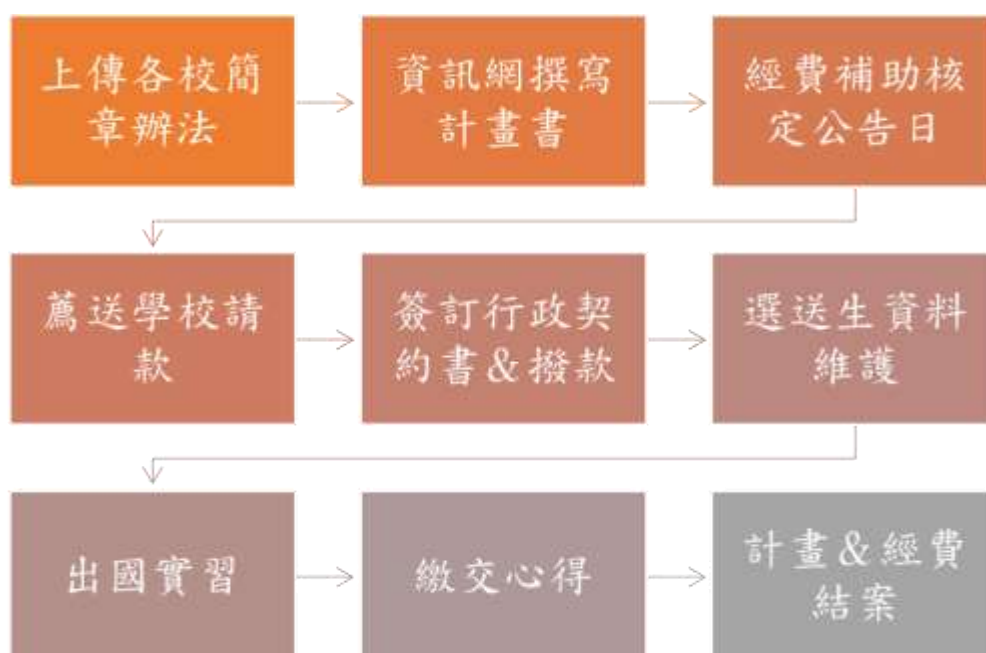 上傳各校簡
章辦法
資訊網撰寫
計畫書
經費補助核
定公告日
薦送學校請
款
簽訂行政契
約書&撥款
選送生資料
維護
出國實習
繳交心得
計畫&經費
結案